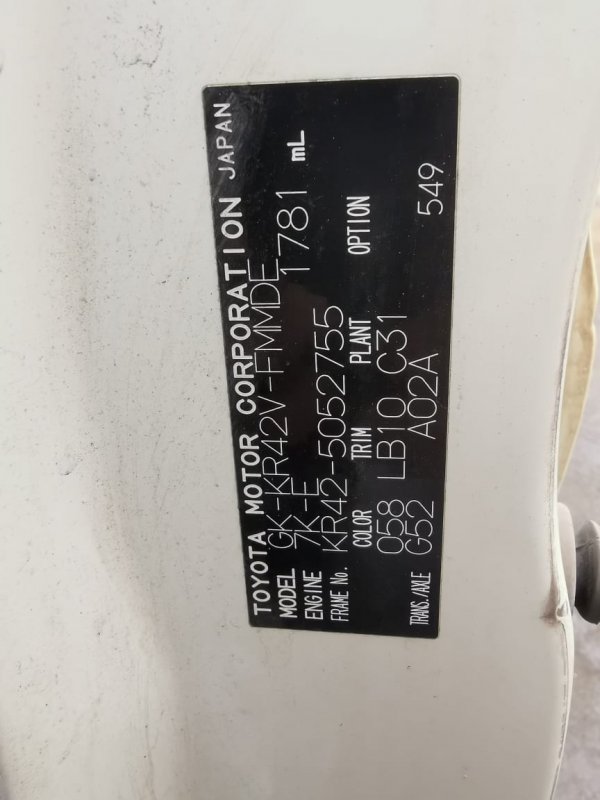 TOYOTA MOTOR CORPORATION JAPAN
MODEL GK-KR42V-FMMDE
ENGINE 7K-E 1781 mL
FRAME No. KR42-5052755
COLOR TRIM PLANT OPTION
058 LB10 C31 549
TRANS./AXLE G52 A02A